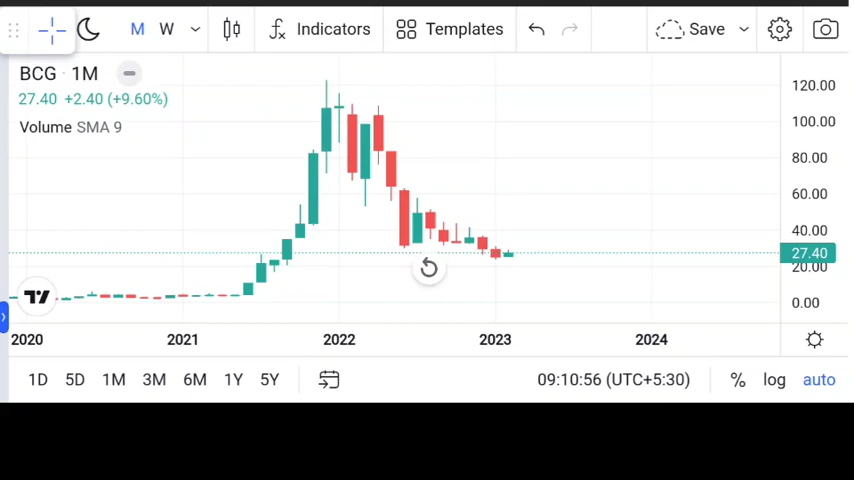 M W Indicators Templates Save
BCG · 1M
27.40 +2.40 (+9.60%)
Volume SMA 9
120.00
100.00
80.00
60.00
40.00
27.40
20.00
0.00
2020 2021 2022 2023 2024
1D 5D 1M 3M 6M 1Y 5Y 09:10:56 (UTC+5:30) % log auto